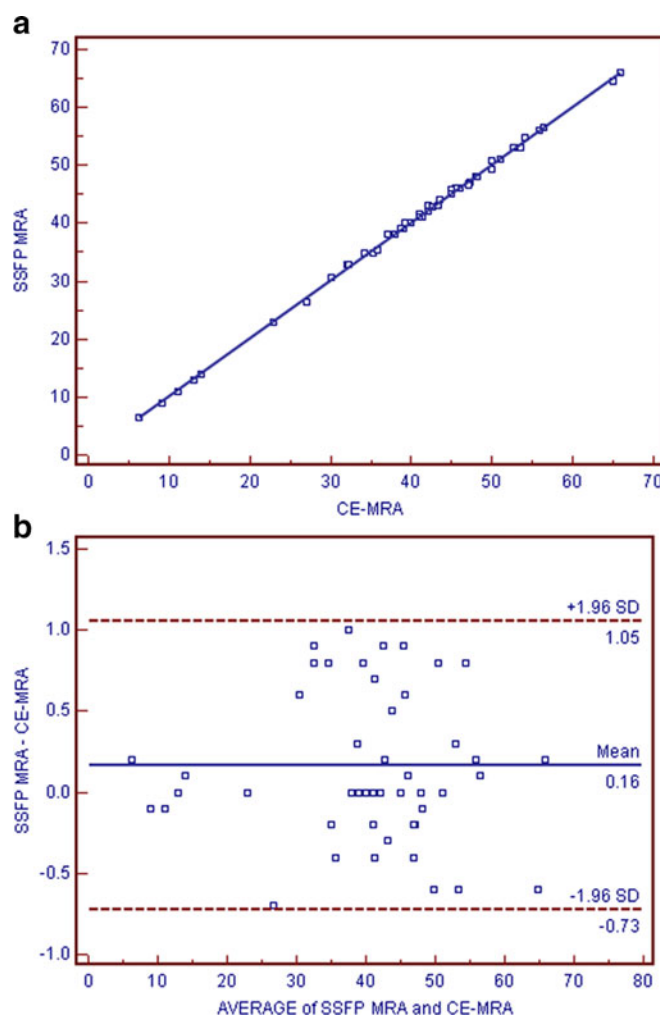 a
70
60
50
40
30
20
10
0
SSFP MRA
0 10 20 30 40 50 60 70
CE-MRA
b
1.5
1.0
0.5
0.0
-0.5
-1.0
SSFP MRA - CE-MRA
+1.96 SD
1.05
Mean
0.16
-1.96 SD
-0.73
0 10 20 30 40 50 60 70 80
AVERAGE of SSFP MRA and CE-MRA